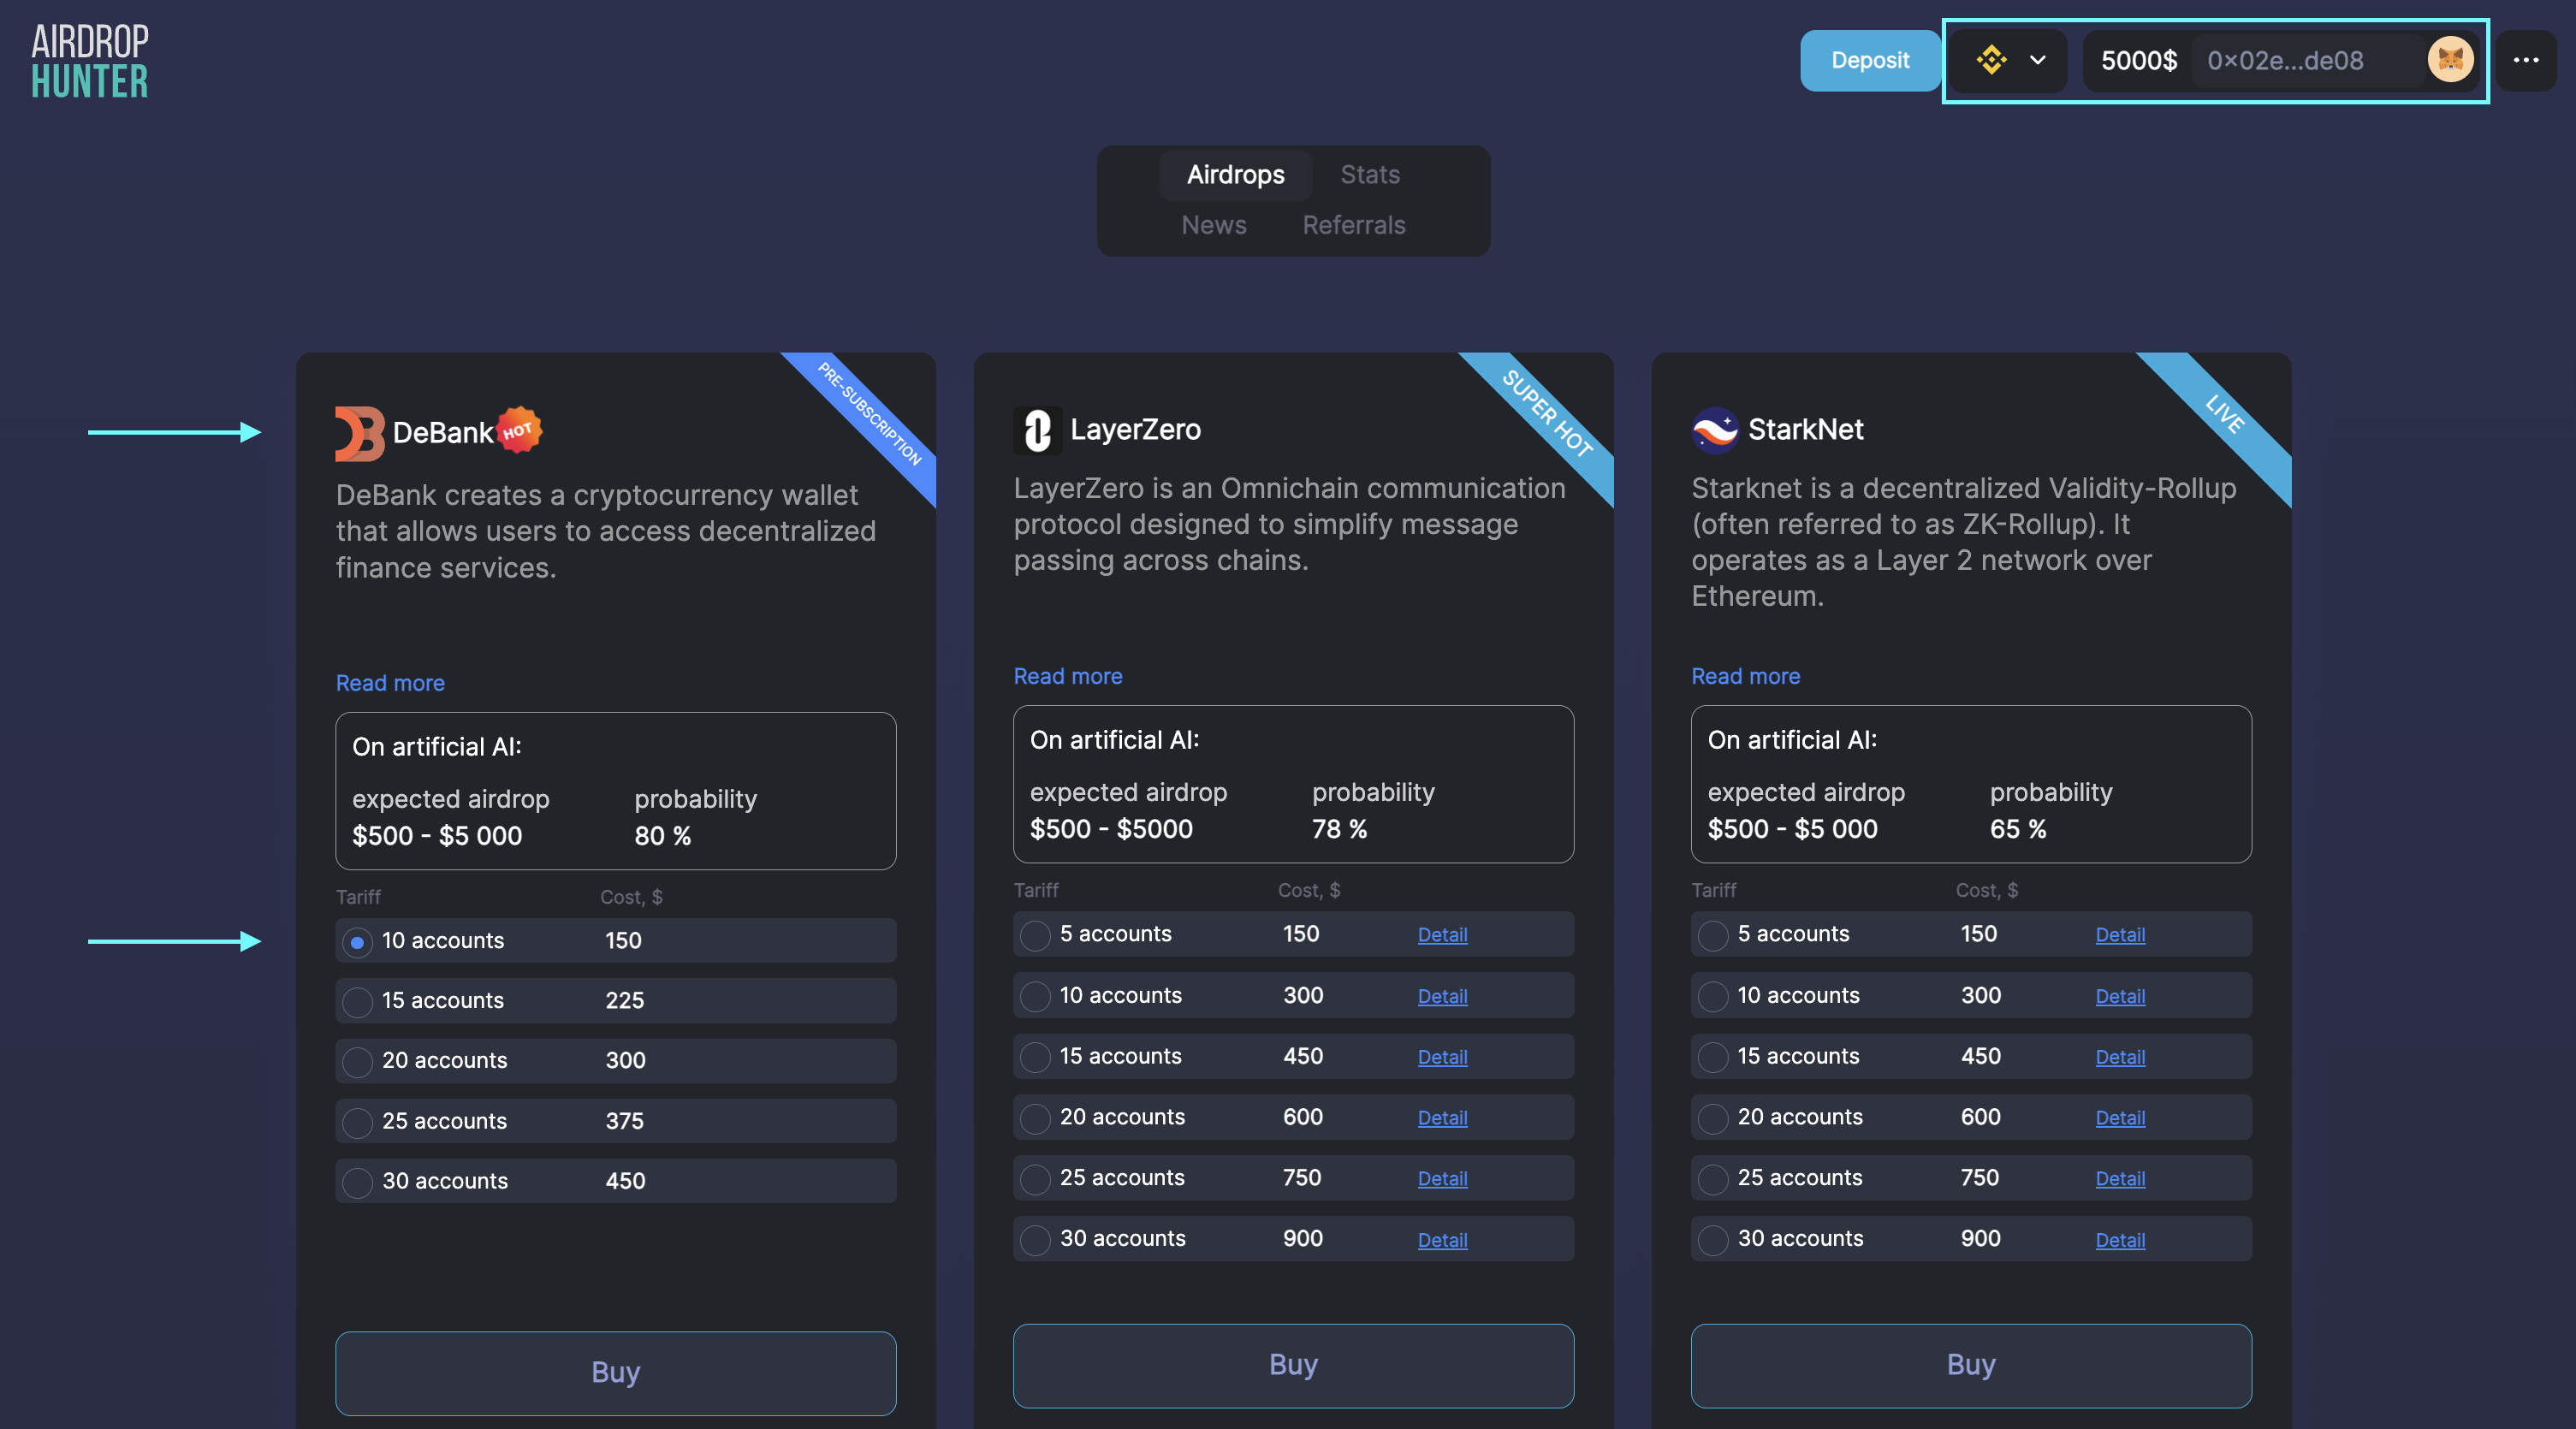 AIRDROP
HUNTER
Deposit
5000$ 0x02e...de08
Airdrops Stats
News Referrals
PRE-SUBSCRIPTION
DeBank HOT
DeBank creates a cryptocurrency wallet
that allows users to access decentralized
finance services.
Read more
On artificial AI:
expected airdrop probability
$500 - $5 000 80 %
Tariff Cost, $
10 accounts 150
15 accounts 225
20 accounts 300
25 accounts 375
30 accounts 450
Buy
SUPER HOT
LayerZero
LayerZero is an Omnichain communication
protocol designed to simplify message
passing across chains.
Read more
On artificial AI:
expected airdrop probability
$500 - $5000 78 %
Tariff Cost, $
5 accounts 150 Detail
10 accounts 300 Detail
15 accounts 450 Detail
20 accounts 600 Detail
25 accounts 750 Detail
30 accounts 900 Detail
Buy
LIVE
StarkNet
Starknet is a decentralized Validity-Rollup
(often referred to as ZK-Rollup). It
operates as a Layer 2 network over
Ethereum.
Read more
On artificial AI:
expected airdrop probability
$500 - $5 000 65 %
Tariff Cost, $
5 accounts 150 Detail
10 accounts 300 Detail
15 accounts 450 Detail
20 accounts 600 Detail
25 accounts 750 Detail
30 accounts 900 Detail
Buy